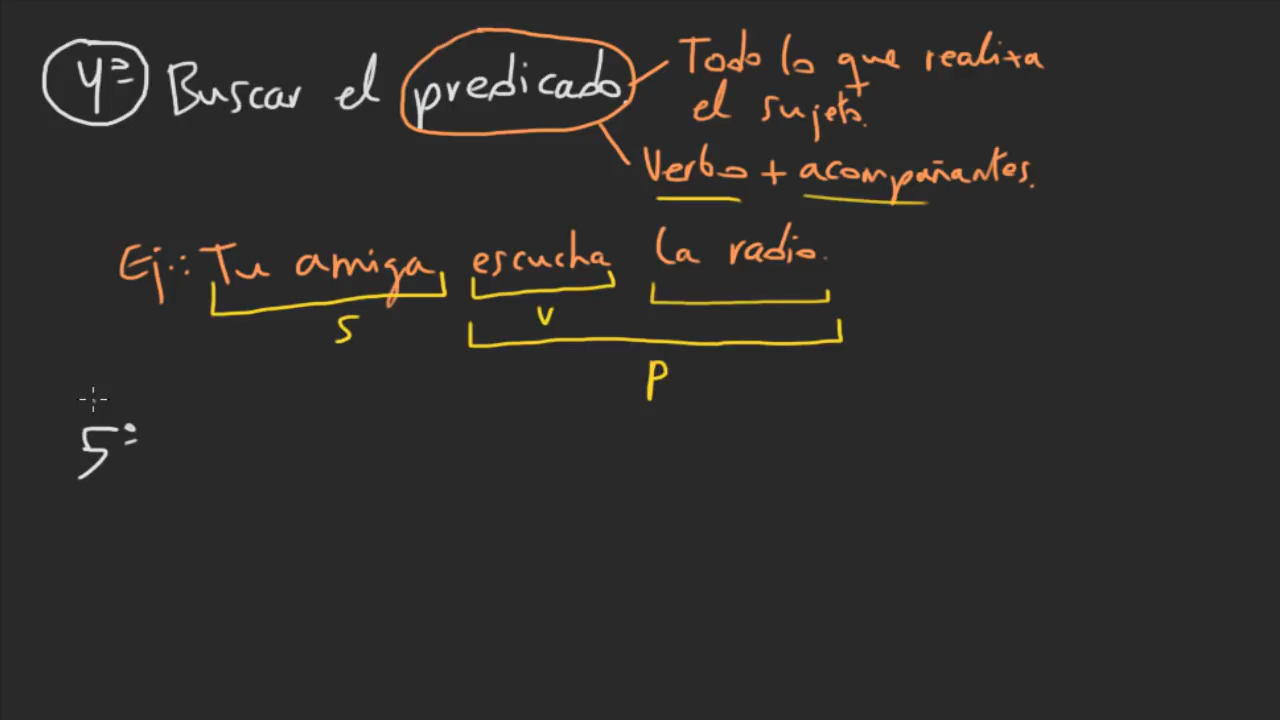 4º Buscar el predicado.
Todo lo que realiza
el sujeto.
Verbo + acompañantes.
Ej.: Tu amiga escucha la radio.
S
V
P
5º